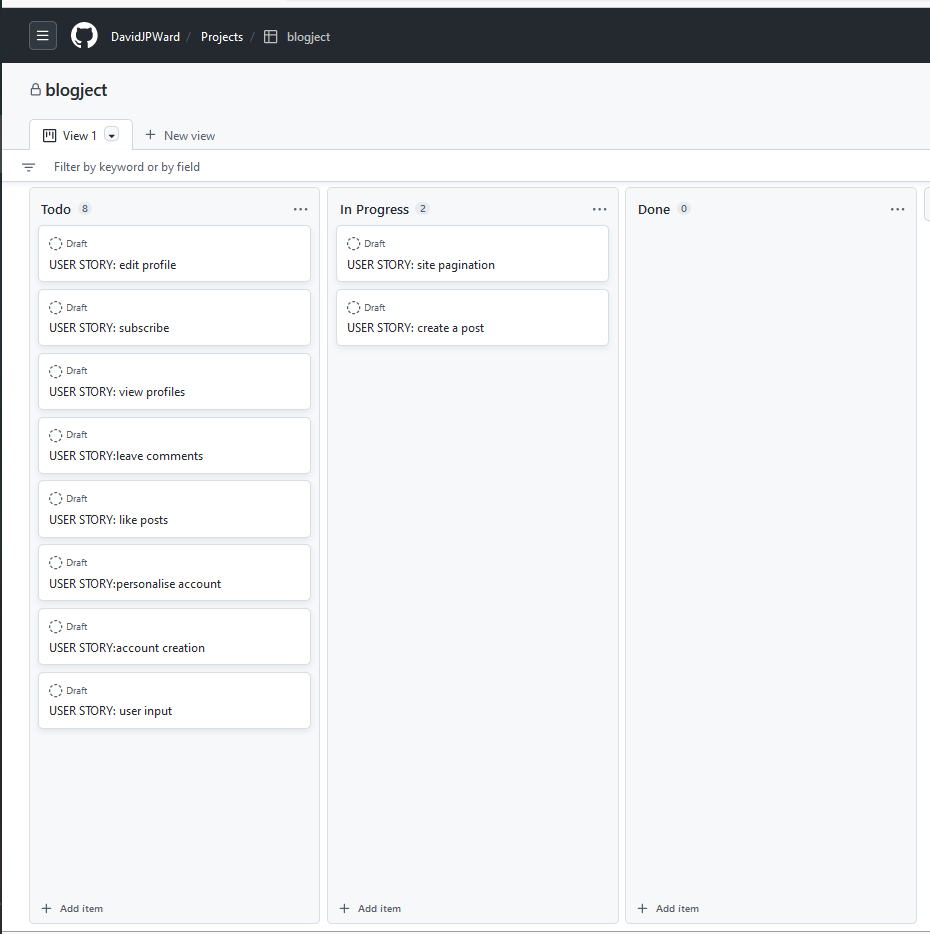 DavidJPWard / Projects / blogject
blogject
View 1
New view
Filter by keyword or by field
Todo 8
Draft
USER STORY: edit profile
Draft
USER STORY: subscribe
Draft
USER STORY: view profiles
Draft
USER STORY:leave comments
Draft
USER STORY: like posts
Draft
USER STORY:personalise account
Draft
USER STORY:account creation
Draft
USER STORY: user input
Add item
In Progress 2
Draft
USER STORY: site pagination
Draft
USER STORY: create a post
Add item
Done 0
Add item